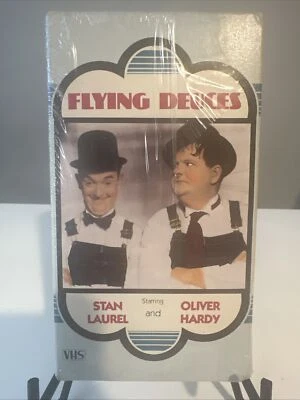 FLYING DEUCES
Starring
STAN and OLIVER
LAUREL HARDY
VHS